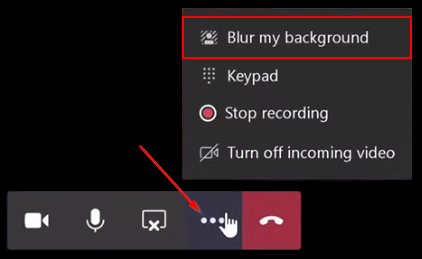 Blur my background
Keypad
Stop recording
Turn off incoming video